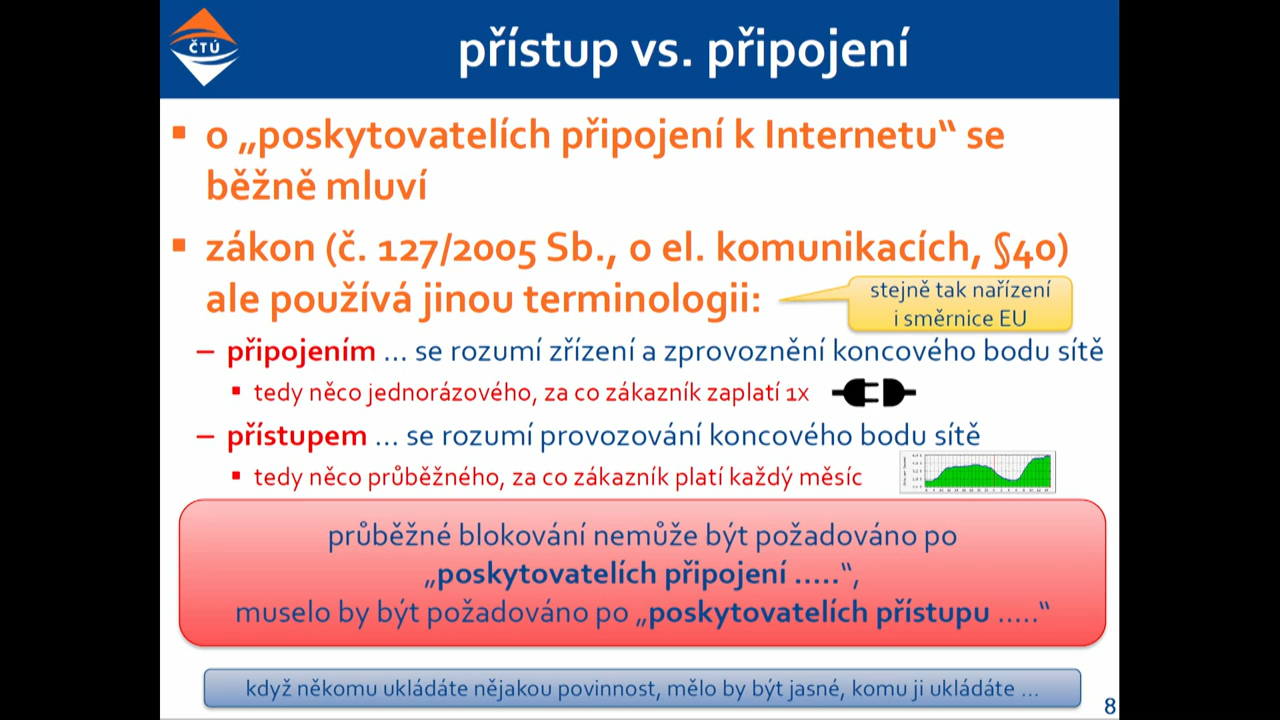 ČTÚ
přístup vs. připojení
▪ o „poskytovatelích připojení k Internetu“ se
běžně mluví
▪ zákon (č. 127/2005 Sb., o el. komunikacích, §40)
ale používá jinou terminologii:
stejně tak nařízení
i směrnice EU
– připojením ... se rozumí zřízení a zprovoznění koncového bodu sítě
▪ tedy něco jednorázového, za co zákazník zaplatí 1x
– přístupem ... se rozumí provozování koncového bodu sítě
▪ tedy něco průběžného, za co zákazník platí každý měsíc
průběžné blokování nemůže být požadováno po
„poskytovatelích připojení .....“,
muselo by být požadováno po „poskytovatelích přístupu .....“
když někomu ukládáte nějakou povinnost, mělo by být jasné, komu ji ukládáte ...
8